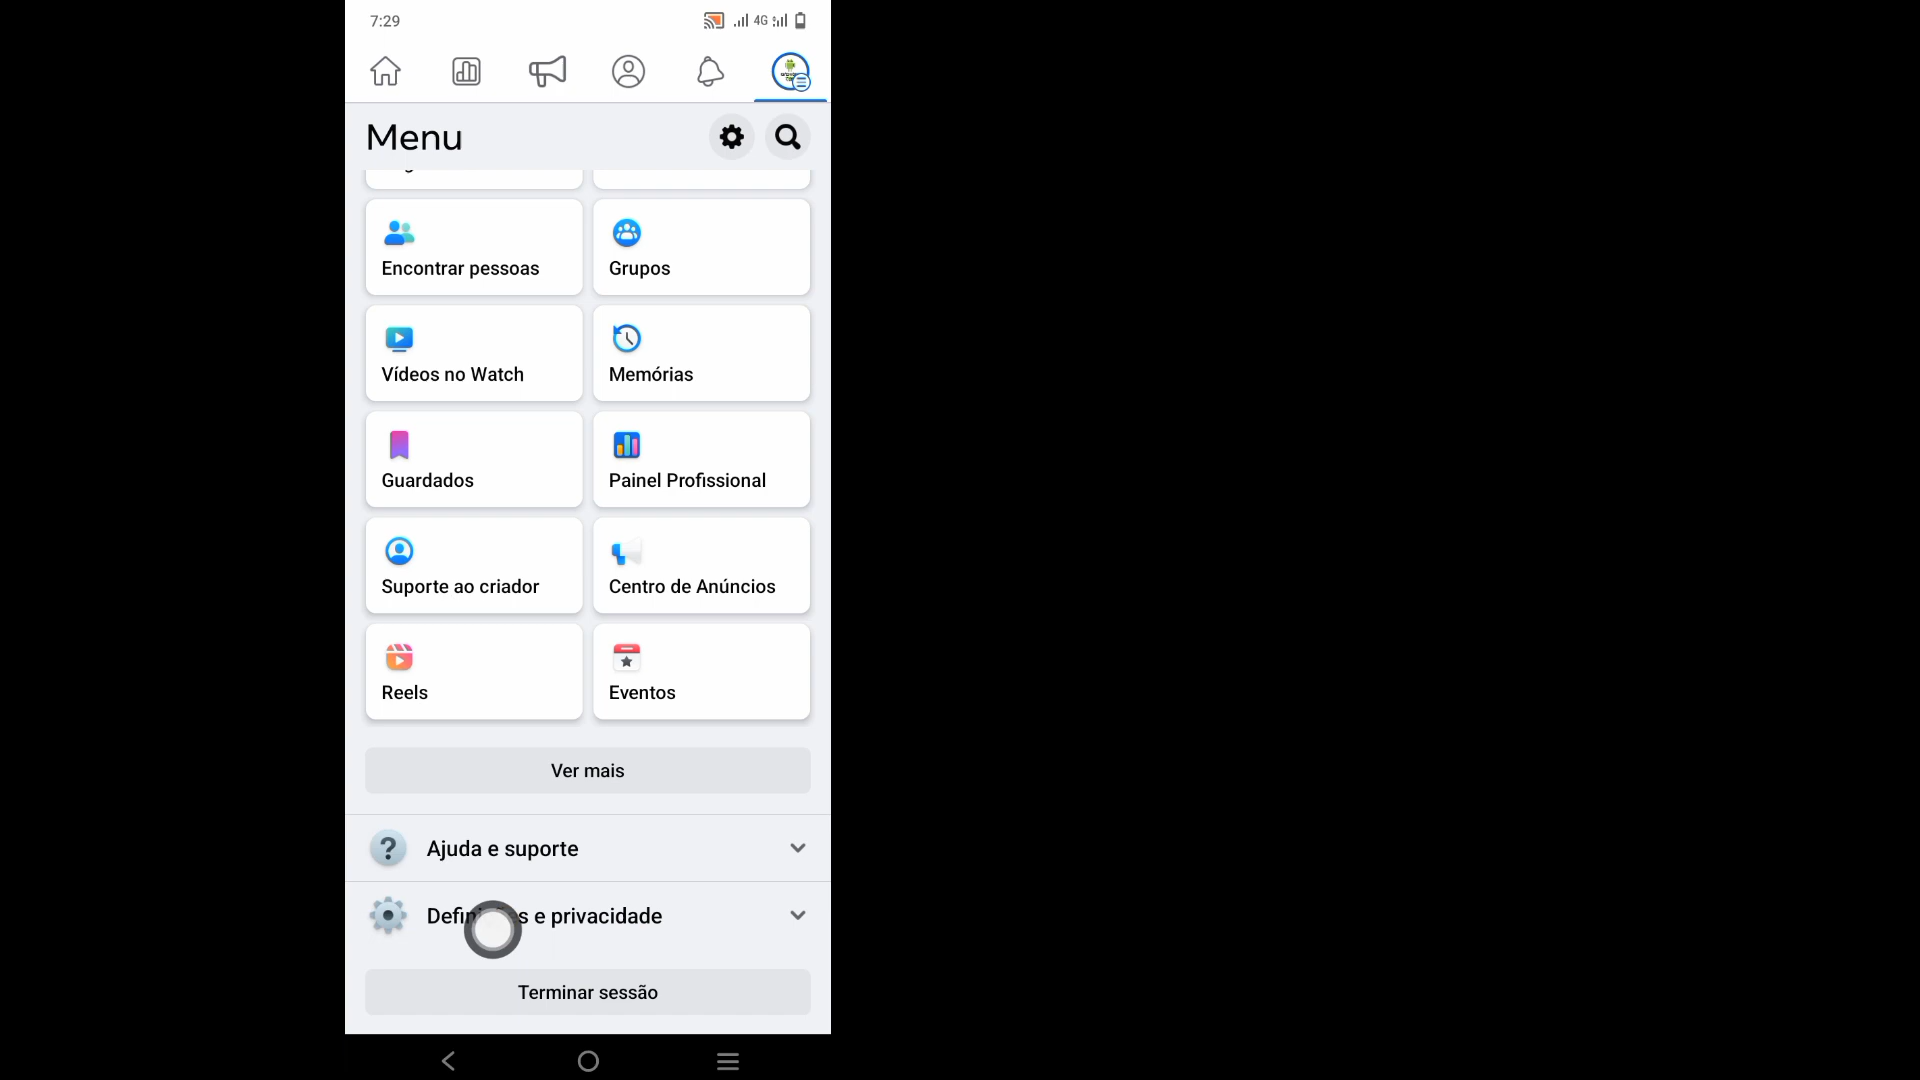 7:29
4G
Menu
Encontrar pessoas
Grupos
Vídeos no Watch
Memórias
Guardados
Painel Profissional
Suporte ao criador
Centro de Anúncios
Reels
Eventos
Ver mais
Ajuda e suporte
Definições e privacidade
Terminar sessão